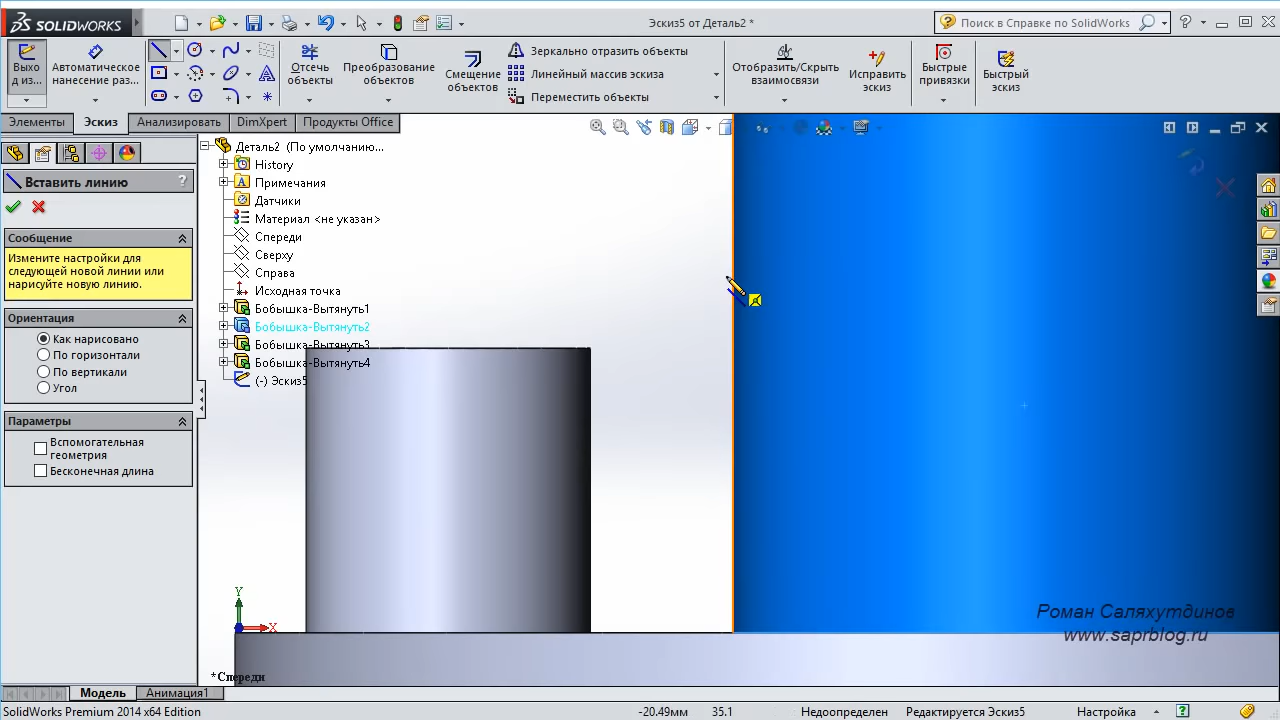 SOLIDWORKS
Эскиз5 от Деталь2 *
Поиск в Справке по SolidWorks
?
Выхо
д из...
Автоматическое
нанесение раз...
Отсечь
объекты
Преобразование
объектов
Смещение
объектов
Зеркально отразить объекты
Линейный массив эскиза
Переместить объекты
Отобразить/Скрыть
взаимосвязи
Исправить
эскиз
Быстрые
привязки
Быстрый
эскиз
Элементы
Эскиз
Анализировать
DimXpert
Продукты Office
Вставить линию
?
Сообщение
Измените настройки для
следующей новой линии или
нарисуйте новую линию.
Ориентация
Как нарисовано
По горизонтали
По вертикали
Угол
Параметры
Вспомогательная
геометрия
Бесконечная длина
Деталь2 (По умолчанию...
History
Примечания
Датчики
Материал <не указан>
Спереди
Сверху
Справа
Исходная точка
Бобышка-Вытянуть1
Бобышка-Вытянуть2
Бобышка-Вытянуть3
Бобышка-Вытянуть4
(-) Эскиз5
Y
X
*Спереди
Роман Саляхутдинов
www.saprblog.ru
Модель
Анимация1
SolidWorks Premium 2014 x64 Edition
-20.49мм
35.1
Недоопределен
Редактируется Эскиз5
Настройка
?